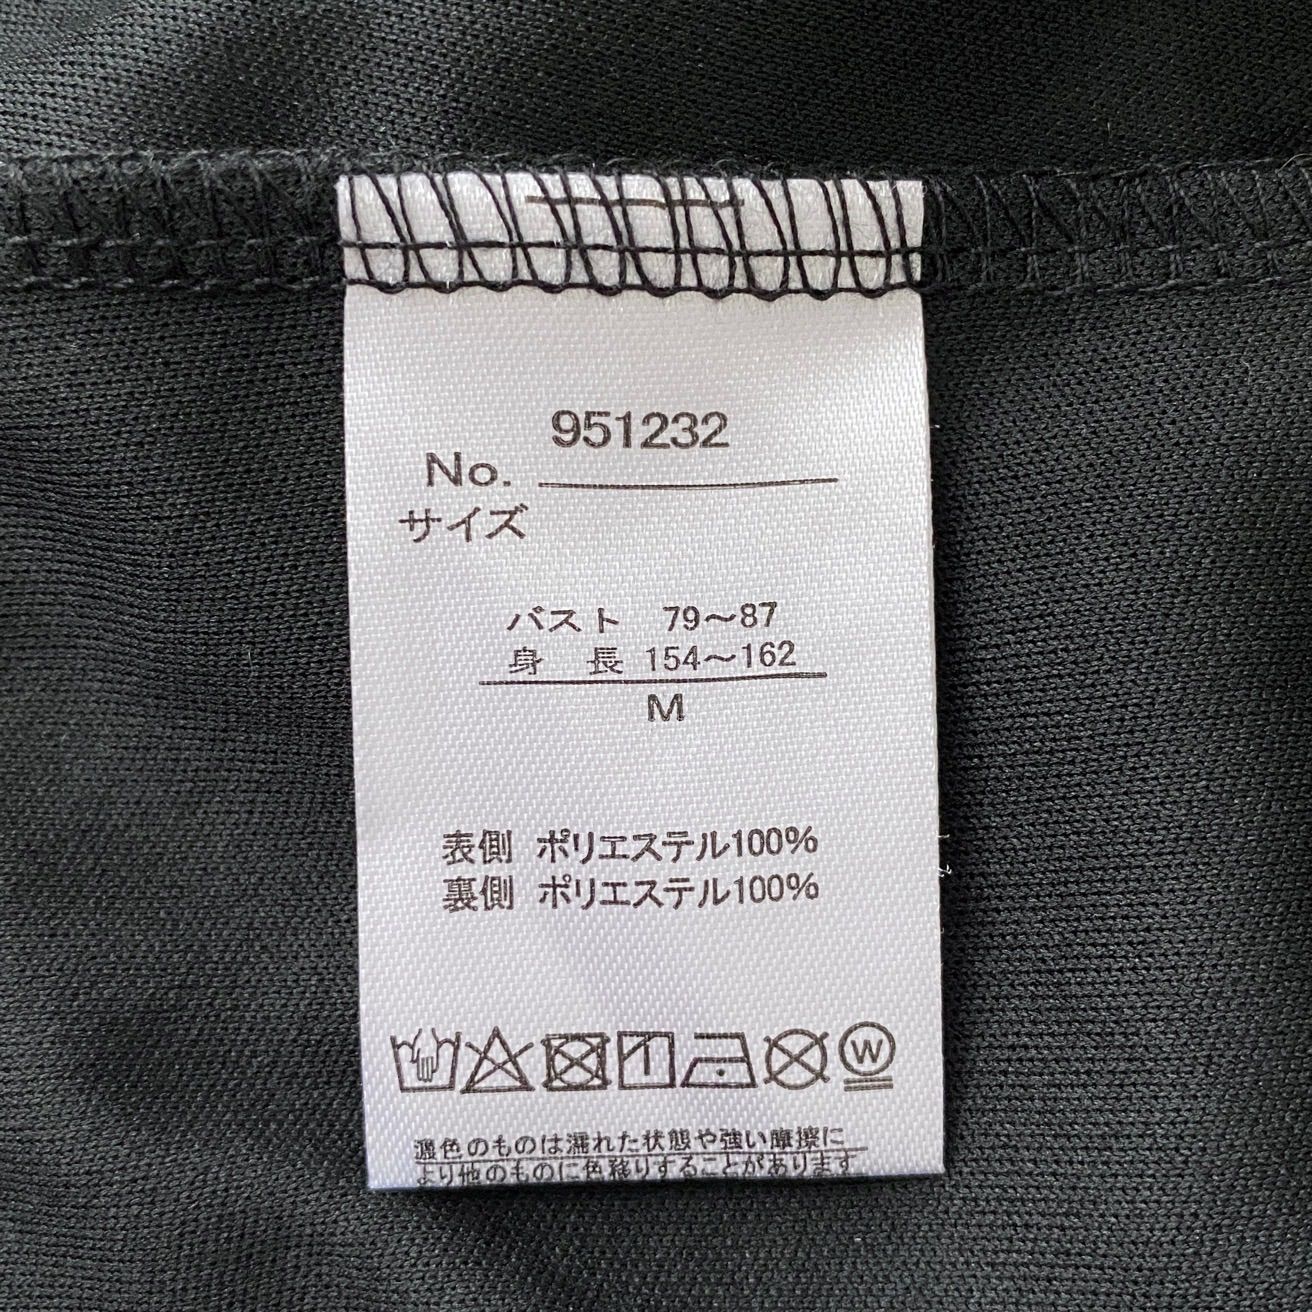 951232
No.
サイズ
バスト 79～87
身 長 154～162
M
表側 ポリエステル100%
裏側 ポリエステル100%
W
濃色のものは濡れた状態や強い摩擦に
より他のものに色移りすることがあります